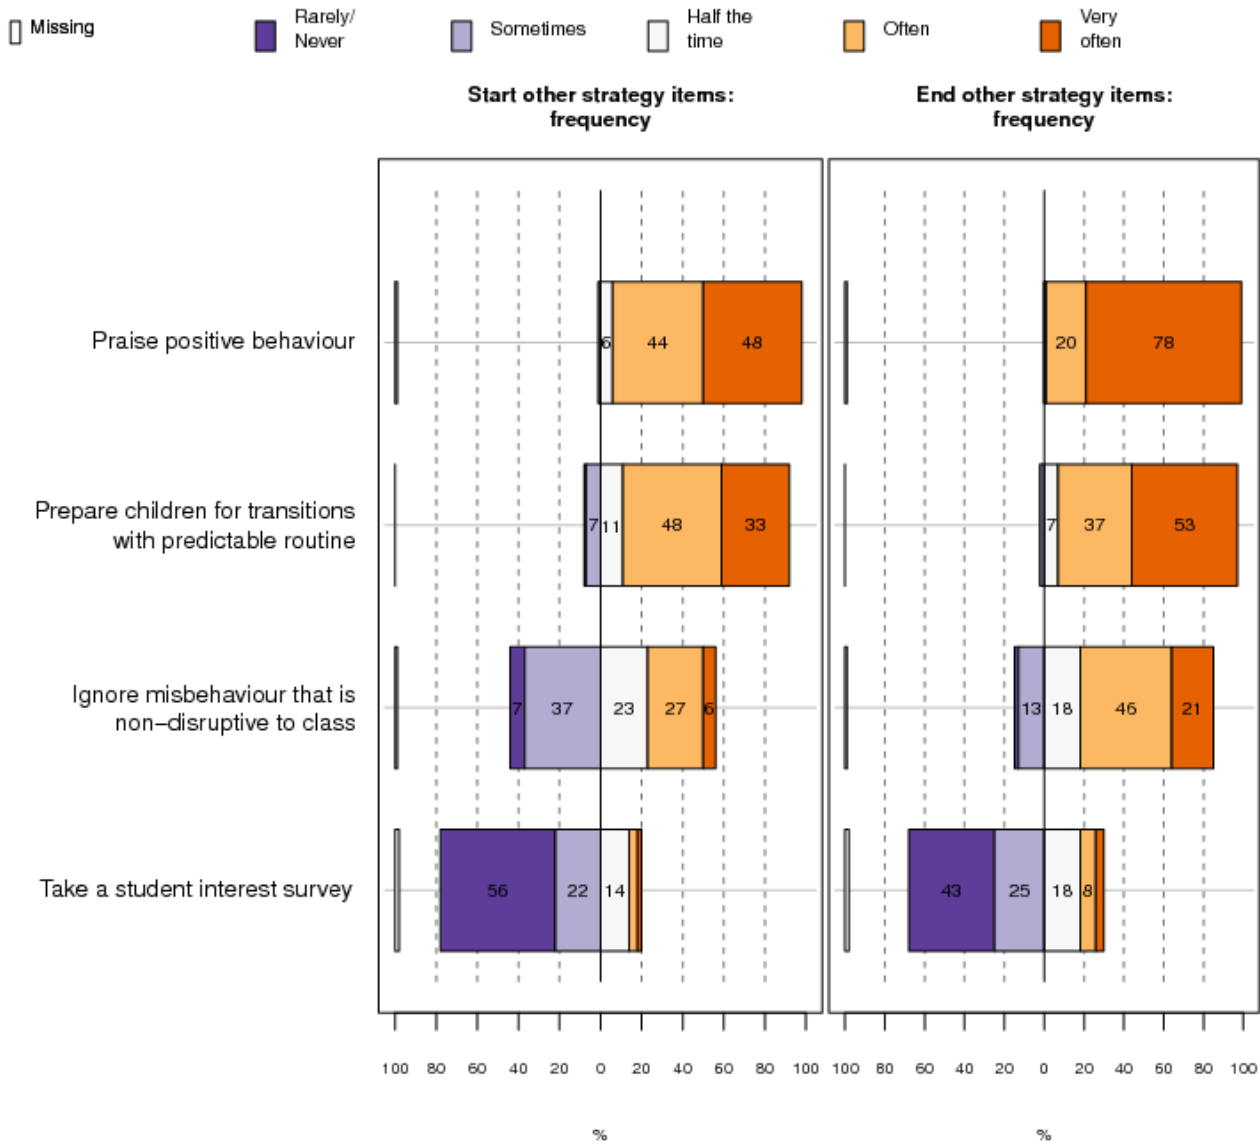 Missing
Rarely/
Never
Sometimes
Half the
time
Often
Very
often
Start other strategy items:
frequency
End other strategy items:
frequency
Praise positive behaviour
6 44 48
20 78
Prepare children for transitions
with predictable routine
7 11 48 33
7 37 53
Ignore misbehaviour that is
non–disruptive to class
7 37 23 27 6
13 18 46 21
Take a student interest survey
56 22 14
43 25 18 8
100 80 60 40 20 0 20 40 60 80 100
100 80 60 40 20 0 20 40 60 80 100
%
%